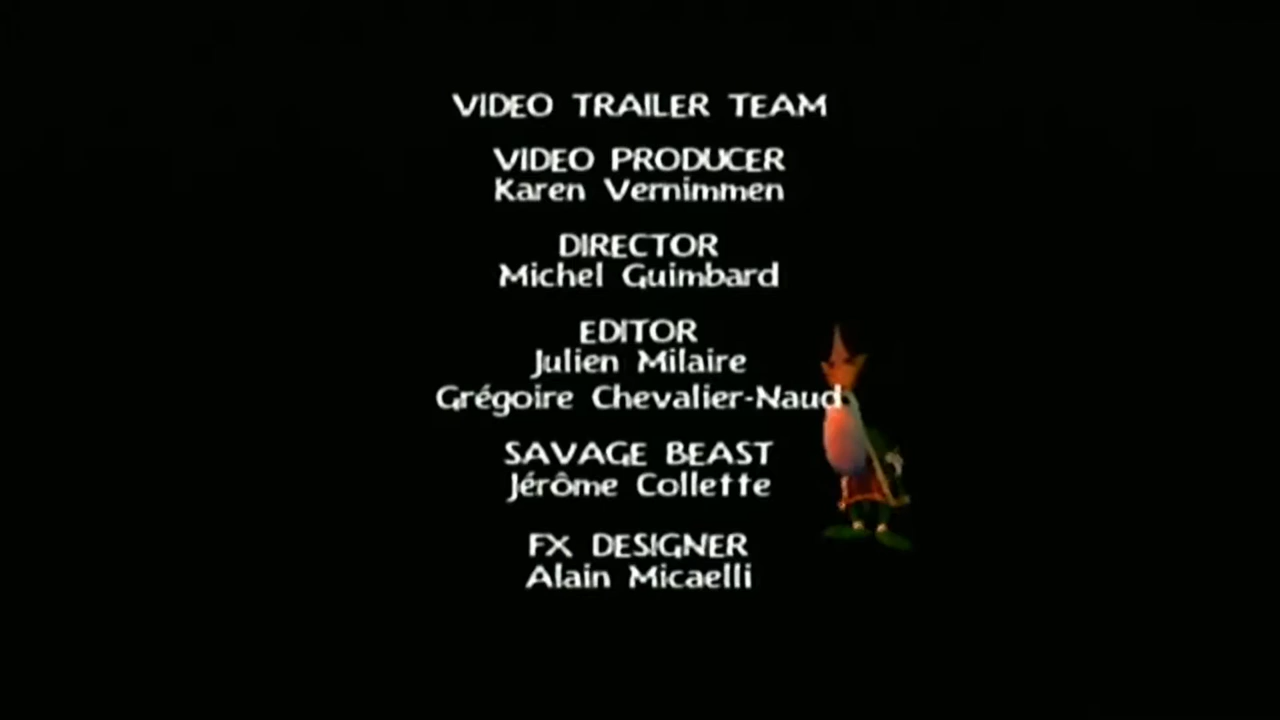 VIDEO TRAILER TEAM
VIDEO PRODUCER
Karen Vernimmen
DIRECTOR
Michel Guimbard
EDITOR
Julien Milaire
Grégoire Chevalier-Naud
SAVAGE BEAST
Jérôme Collette
FX DESIGNER
Alain Micaelli